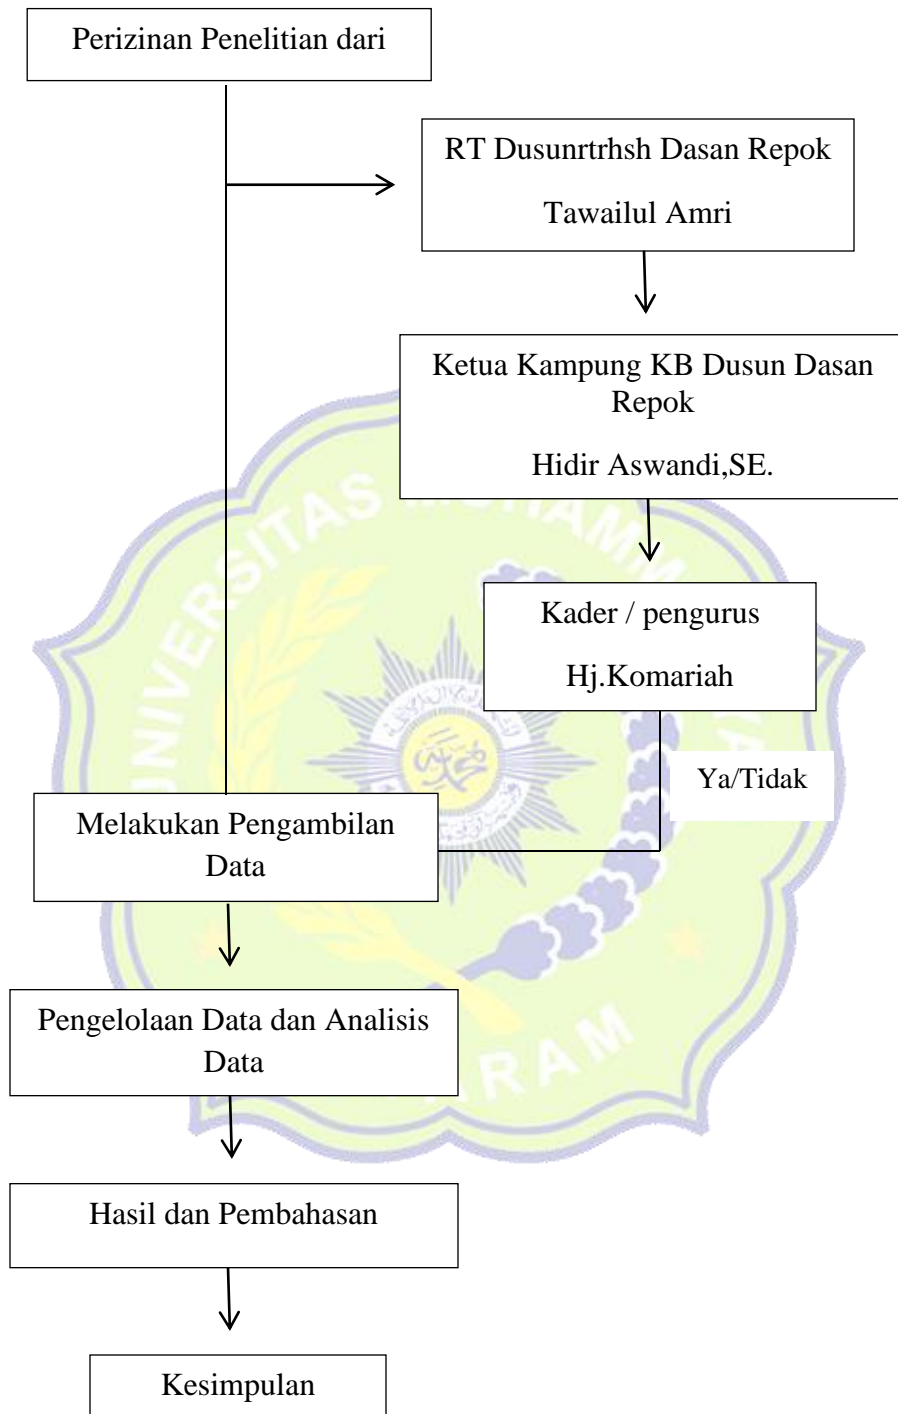 Perizinan Penelitian dari
RT Dusunrtrhsh Dasan Repok
Tawailul Amri
Ketua Kampung KB Dusun Dasan
Repok
Hidir Aswandi,SE.
Kader / pengurus
Hj.Komariah
Ya/Tidak
Melakukan Pengambilan
Data
Pengelolaan Data dan Analisis
Data
Hasil dan Pembahasan
Kesimpulan